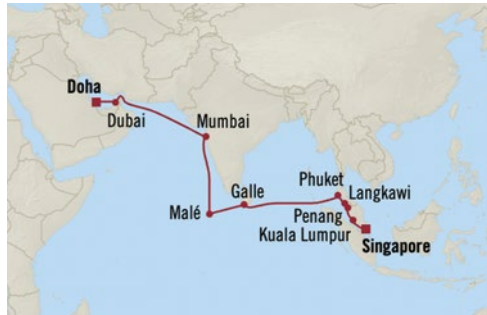 Doha
Dubai
Mumbai
Malé
Galle
Phuket
Langkawi
Penang
Kuala Lumpur
Singapore